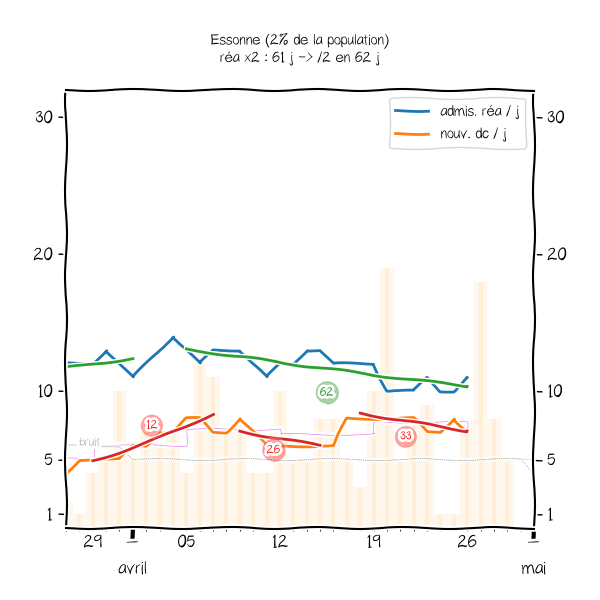 Essonne (2% de la population)
réa x2 : 61 j -> /2 en 62 j
admis. réa / j
nouv. dc / j
30
30
20
20
10
10
5
5
1
1
62
12
26
33
bruit
29
05
12
19
26
avril
mai